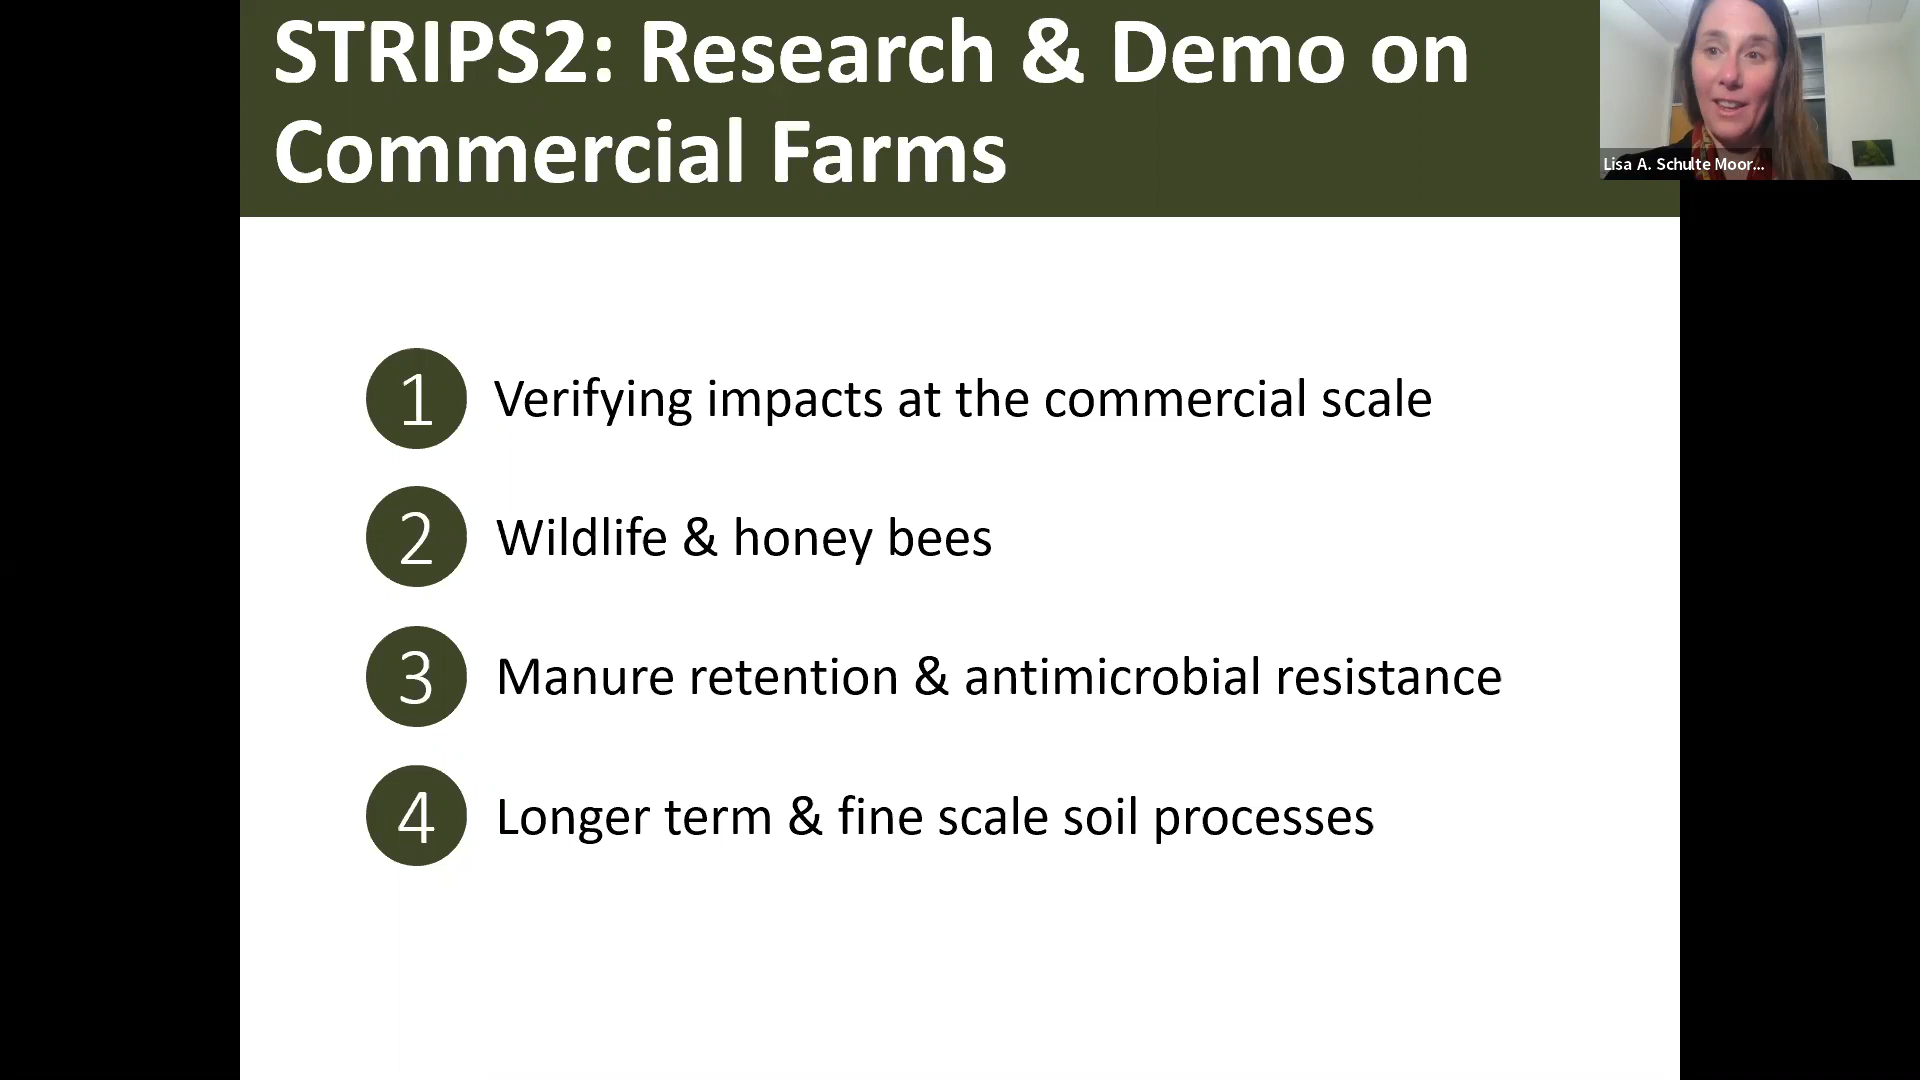 STRIPS2: Research & Demo on
Commercial Farms
Lisa A. Schulte Moor...
1 Verifying impacts at the commercial scale
2 Wildlife & honey bees
3 Manure retention & antimicrobial resistance
4 Longer term & fine scale soil processes